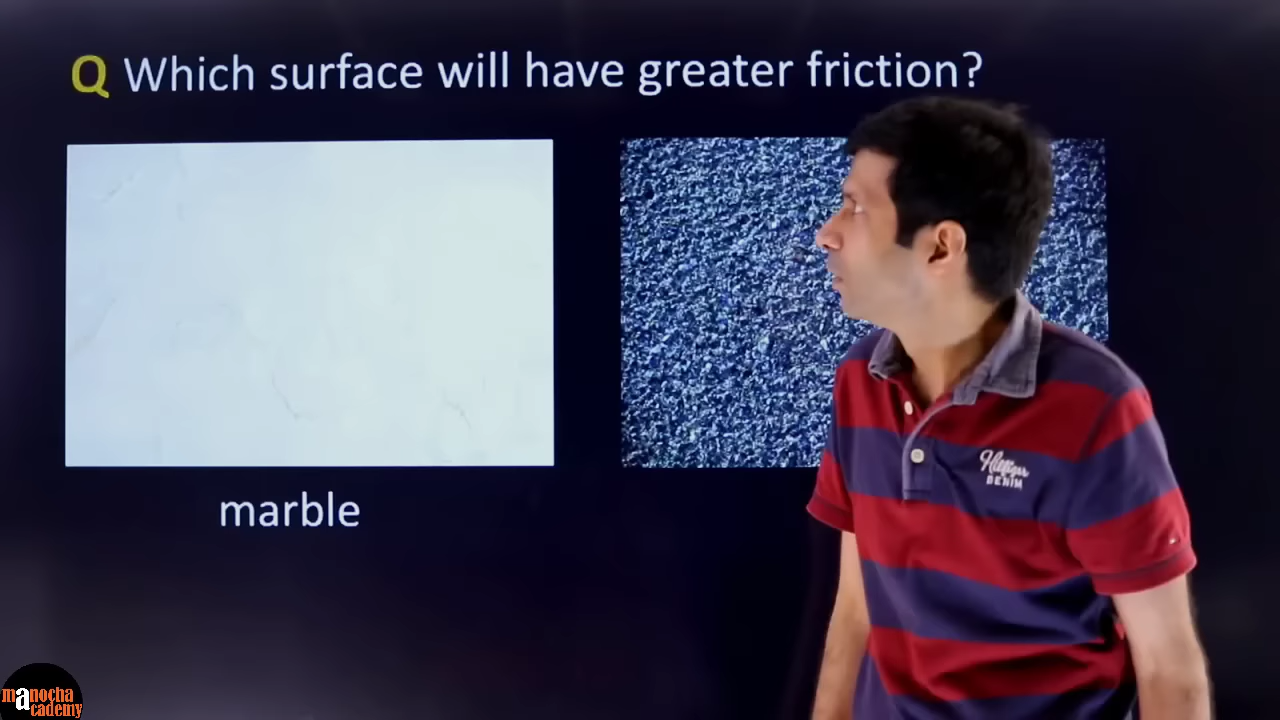 Q Which surface will have greater friction?
marble
Hilfiger
DENIM
manocha
academy